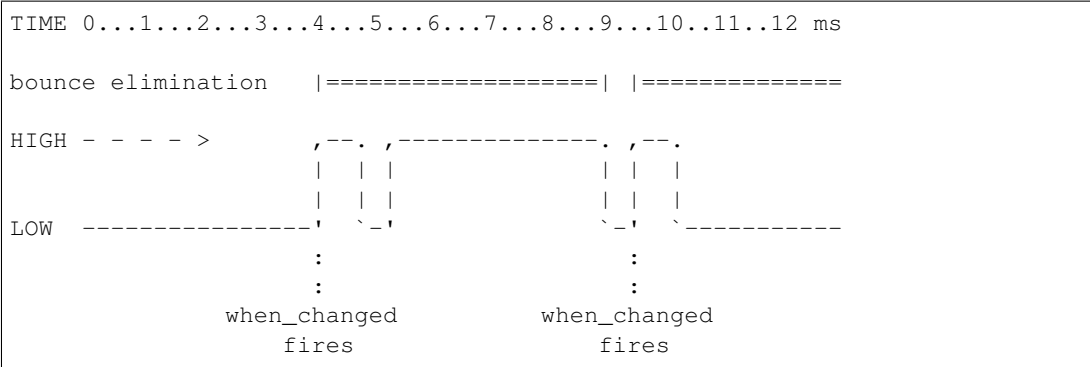 TIME 0...1...2...3...4...5...6...7...8...9...10..11..12 ms
bounce elimination   |===================| |==============
HIGH - - - - >       ,--. ,--------------. ,--.
                     |  | |              | |  |
                     |  | |              | |  |
LOW  ----------------'  `-'              `-'  `-----------
                     :                     :
                     :                     :
               when_changed          when_changed
                   fires                 fires